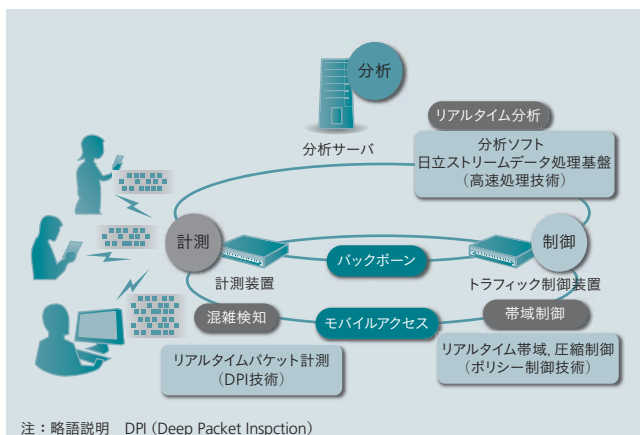 分析
分析サーバ
リアルタイム分析
分析ソフト
日立ストリームデータ処理基盤
(高速処理技術)
計測
計測装置
バックボーン
制御
トラフィック制御装置
混雑検知
モバイルアクセス
帯域制御
リアルタイムパケット計測
(DPI技術)
リアルタイム帯域, 圧縮制御
(ポリシー制御技術)
注：略語説明　DPI (Deep Packet Inspction)